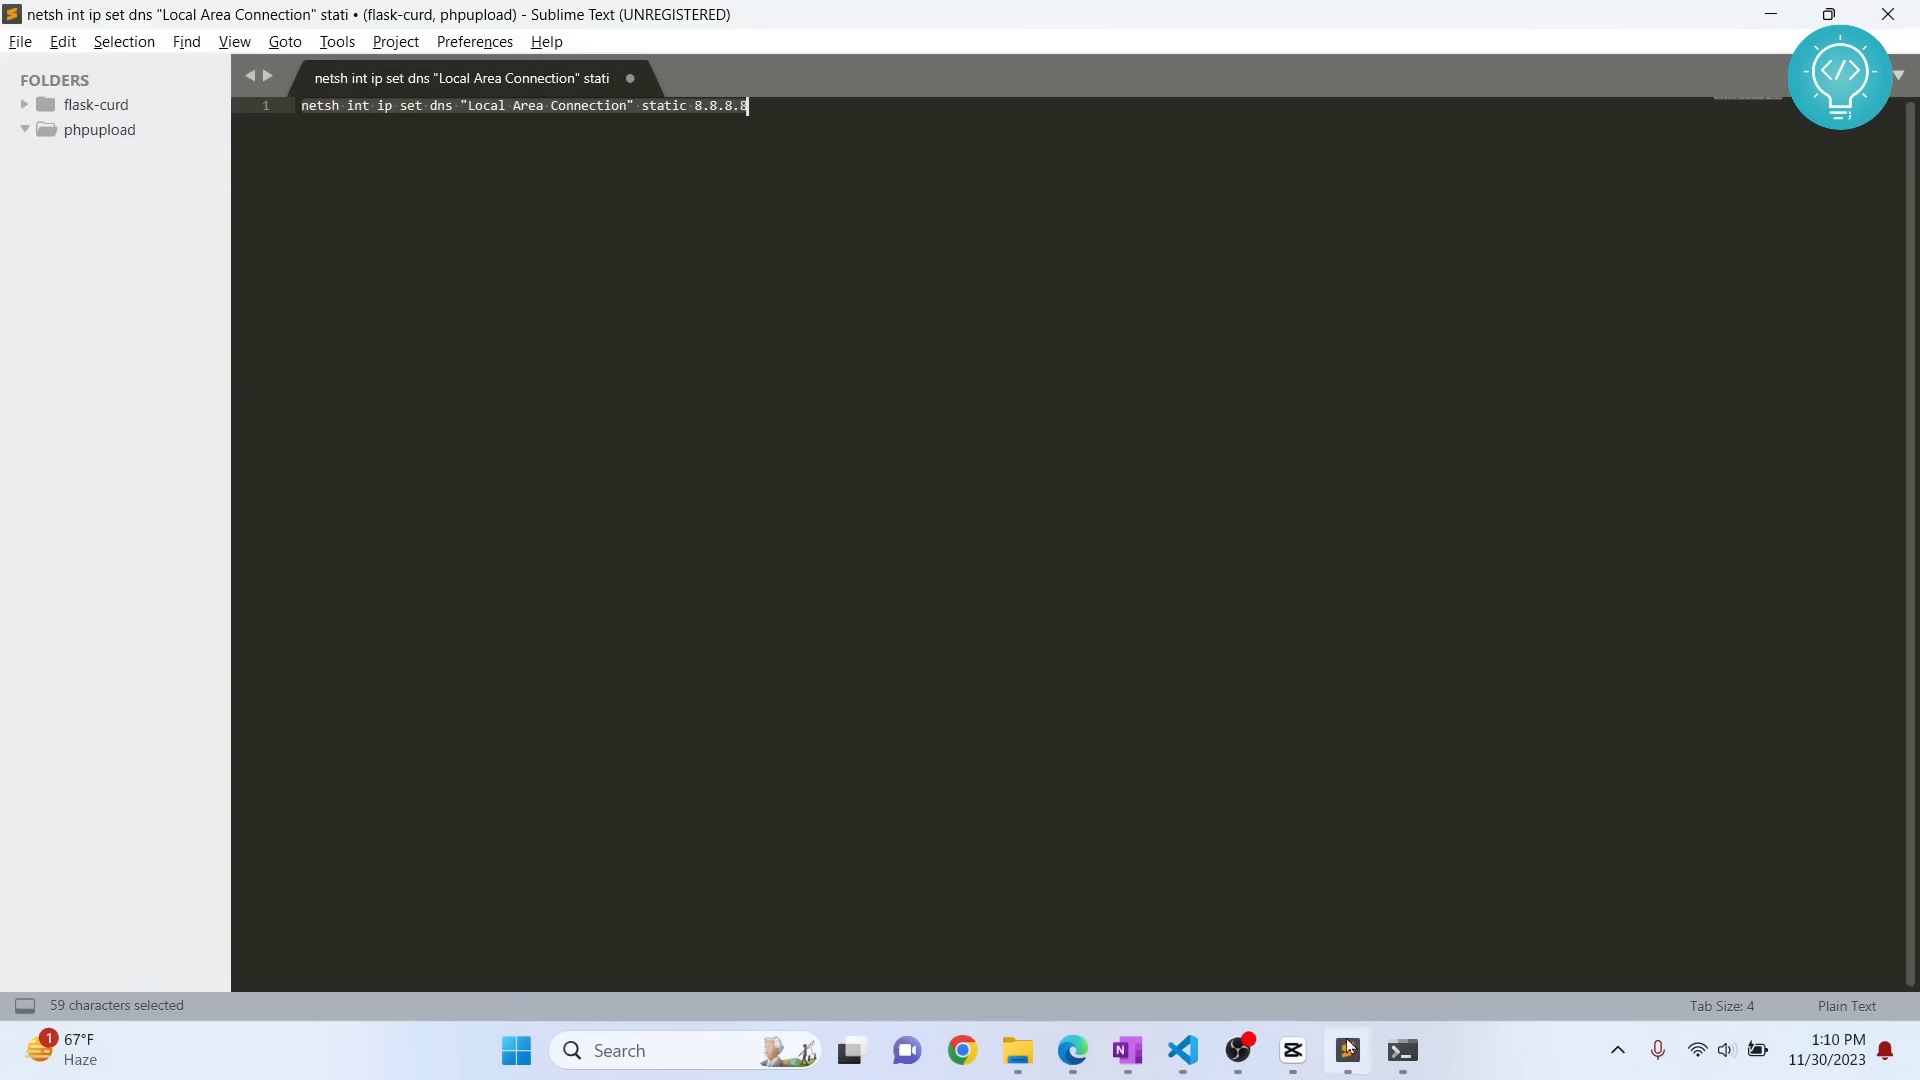 netsh int ip set dns "Local Area Connection" stati • (flask-curd, phpupload) - Sublime Text (UNREGISTERED)
File Edit Selection Find View Goto Tools Project Preferences Help
FOLDERS
flask-curd
phpupload
netsh int ip set dns "Local Area Connection" stati
1 netsh int ip set dns "Local Area Connection" static 8.8.8.8
59 characters selected
Tab Size: 4
Plain Text
1
67°F
Haze
Search
1:10 PM
11/30/2023